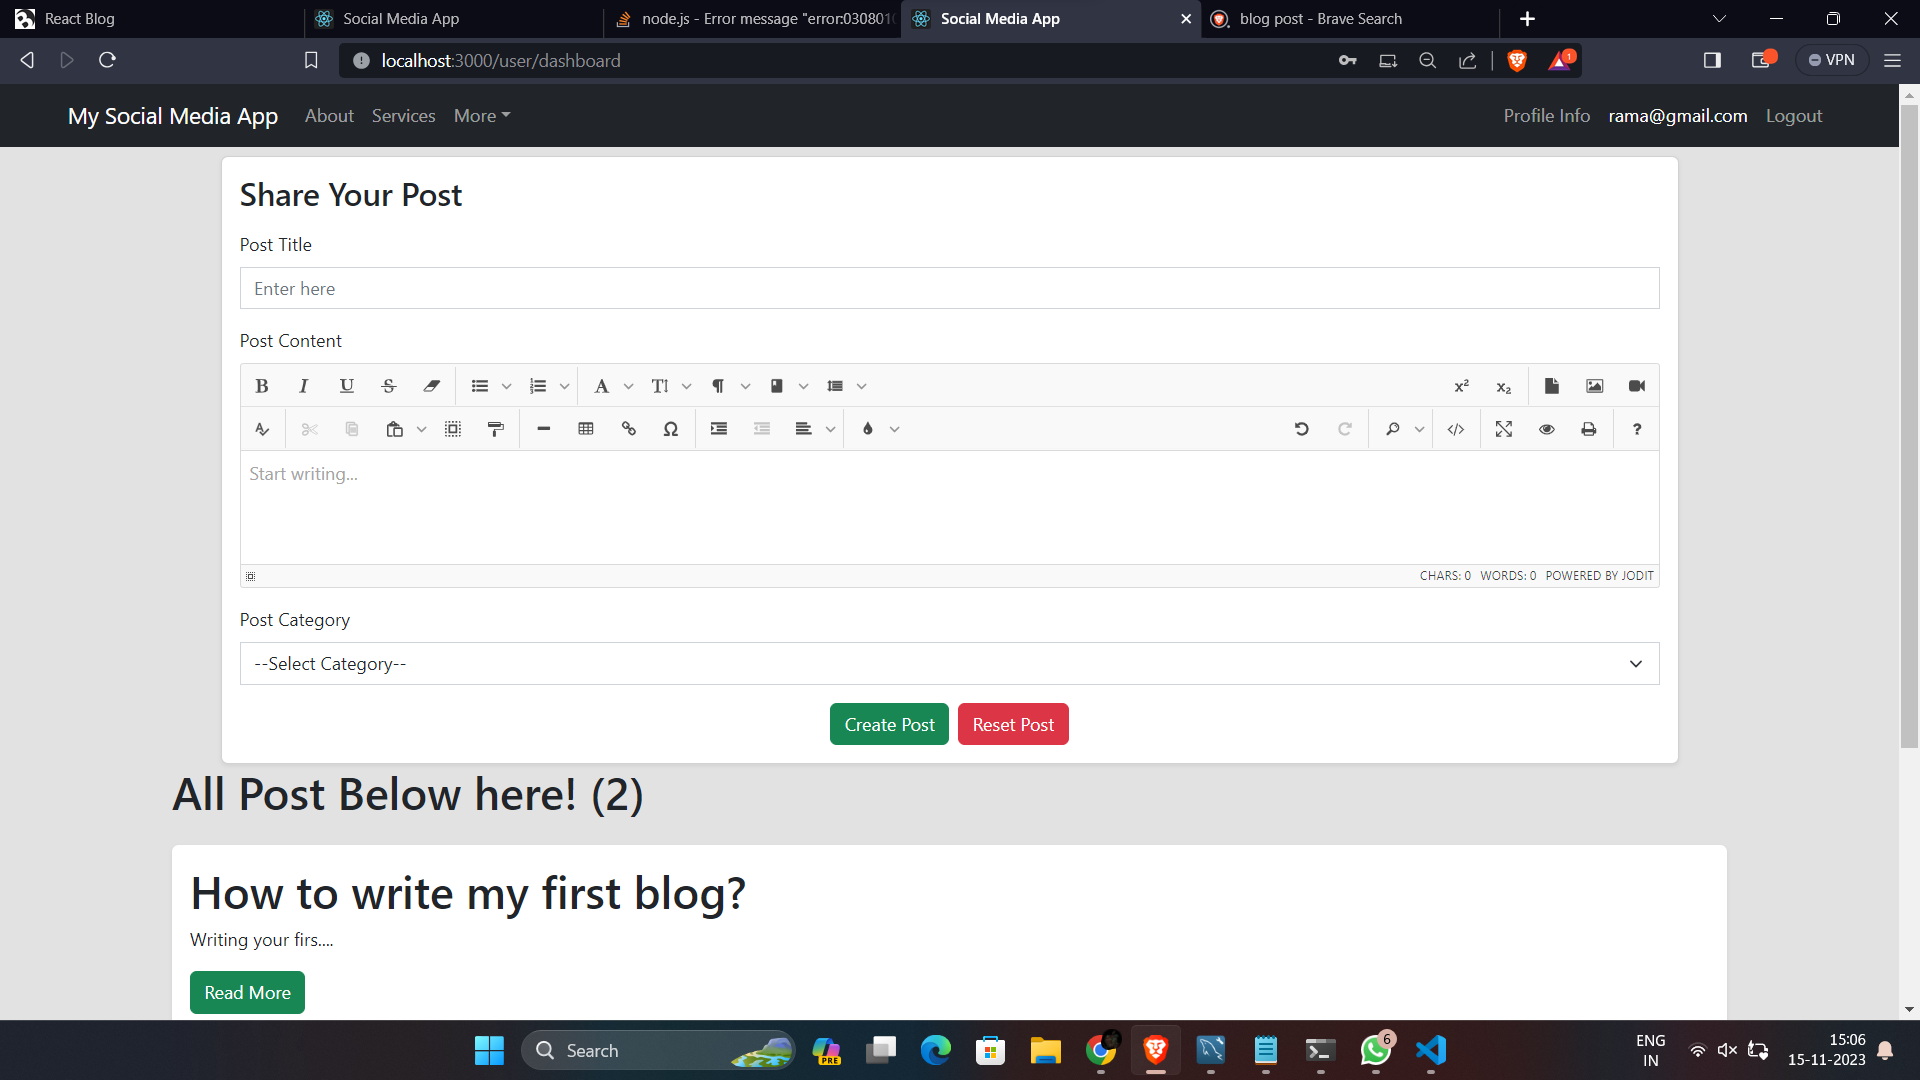 React Blog
Social Media App
node.js - Error message "error:030801
Social Media App
blog post - Brave Search
localhost:3000/user/dashboard
1
VPN
My Social Media App
About
Services
More
Profile Info
rama@gmail.com
Logout
Share Your Post
Post Title
Enter here
Post Content
Start writing...
CHARS: 0 WORDS: 0 POWERED BY JODIT
Post Category
--Select Category--
Create Post
Reset Post
All Post Below here! (2)
How to write my first blog?
Writing your firs....
Read More
Search
PRE
6
ENG
IN
15:06
15-11-2023